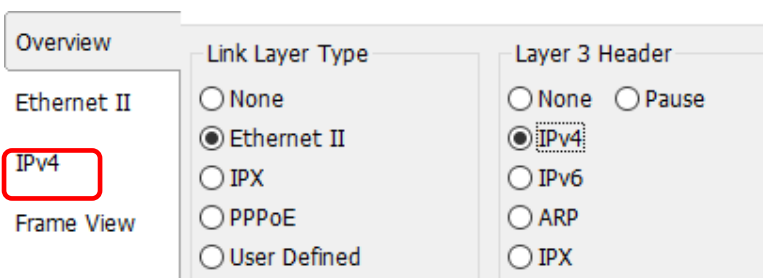 Overview
Ethernet II
IPv4
Frame View
Link Layer Type
None
Ethernet II
IPX
PPPoE
User Defined
Layer 3 Header
None Pause
IPv4
IPv6
ARP
IPX